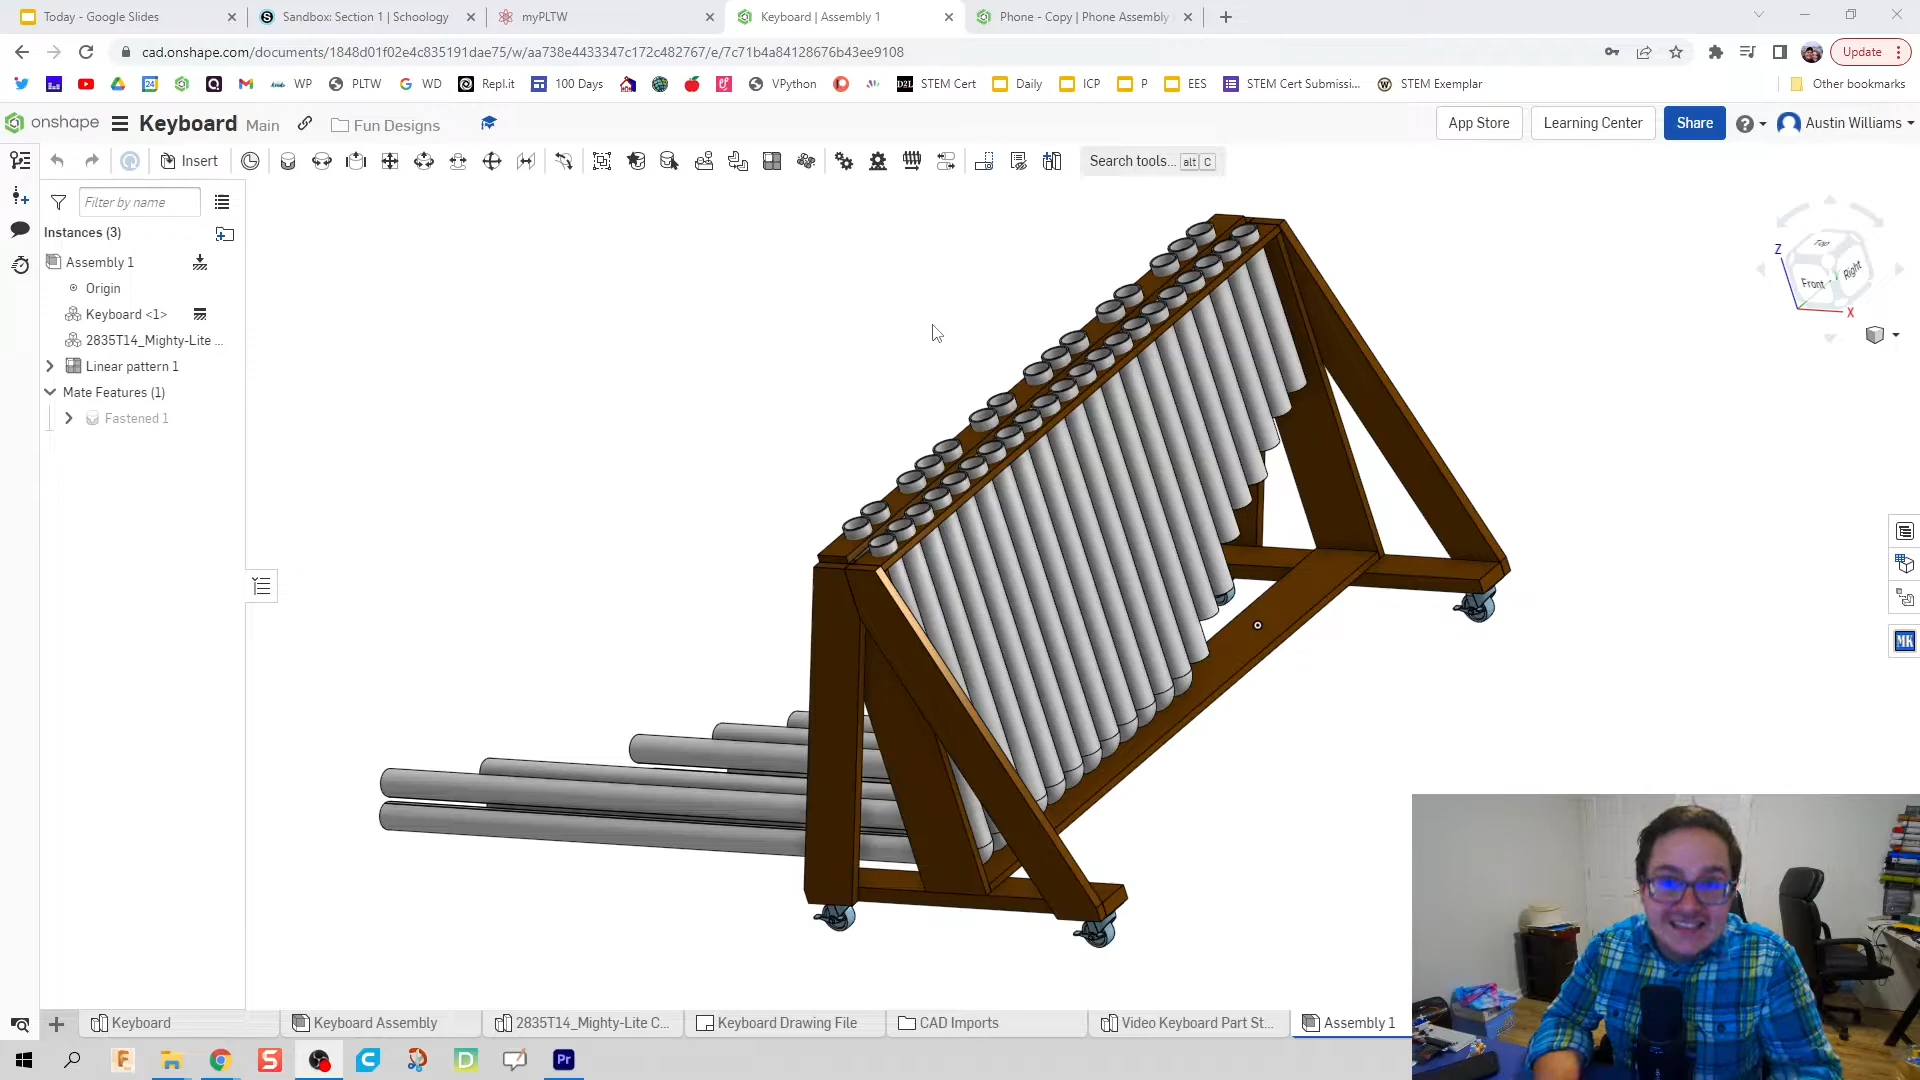 Today - Google Slides
Sandbox: Section 1 | Schoology
myPLTW
Keyboard | Assembly 1
Phone - Copy | Phone Assembly
cad.onshape.com/documents/1848d01f02e4c835191dae75/w/aa738e4433347c172c482767/e/7c71b4a84128676b43ee9108
Update
WP
PLTW
WD
Repl.it
100 Days
VPython
D2L
STEM Cert
Daily
ICP
P
EES
STEM Cert Submissi...
STEM Exemplar
Other bookmarks
onshape
Keyboard Main
Fun Designs
App Store
Learning Center
Share
Austin Williams
Insert
Search tools... alt C
Filter by name
Instances (3)
Assembly 1
Origin
Keyboard <1>
2835T14_Mighty-Lite ...
Linear pattern 1
Mate Features (1)
Fastened 1
Z
Top
Front
Right
X
MK
Keyboard
Keyboard Assembly
2835T14_Mighty-Lite C...
Keyboard Drawing File
CAD Imports
Video Keyboard Part St...
Assembly 1
F
S
C
D
Pr